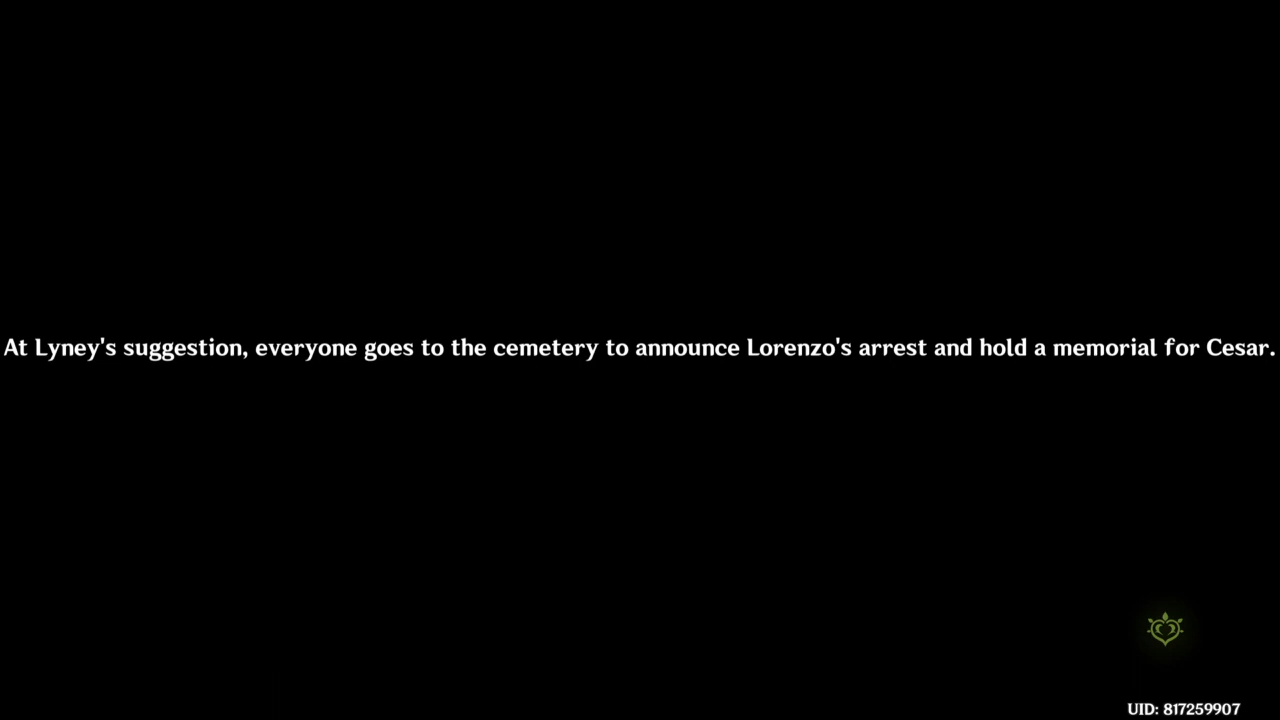 At Lyney's suggestion, everyone goes to the cemetery to announce Lorenzo's arrest and hold a memorial for Cesar.
UID: 817259907